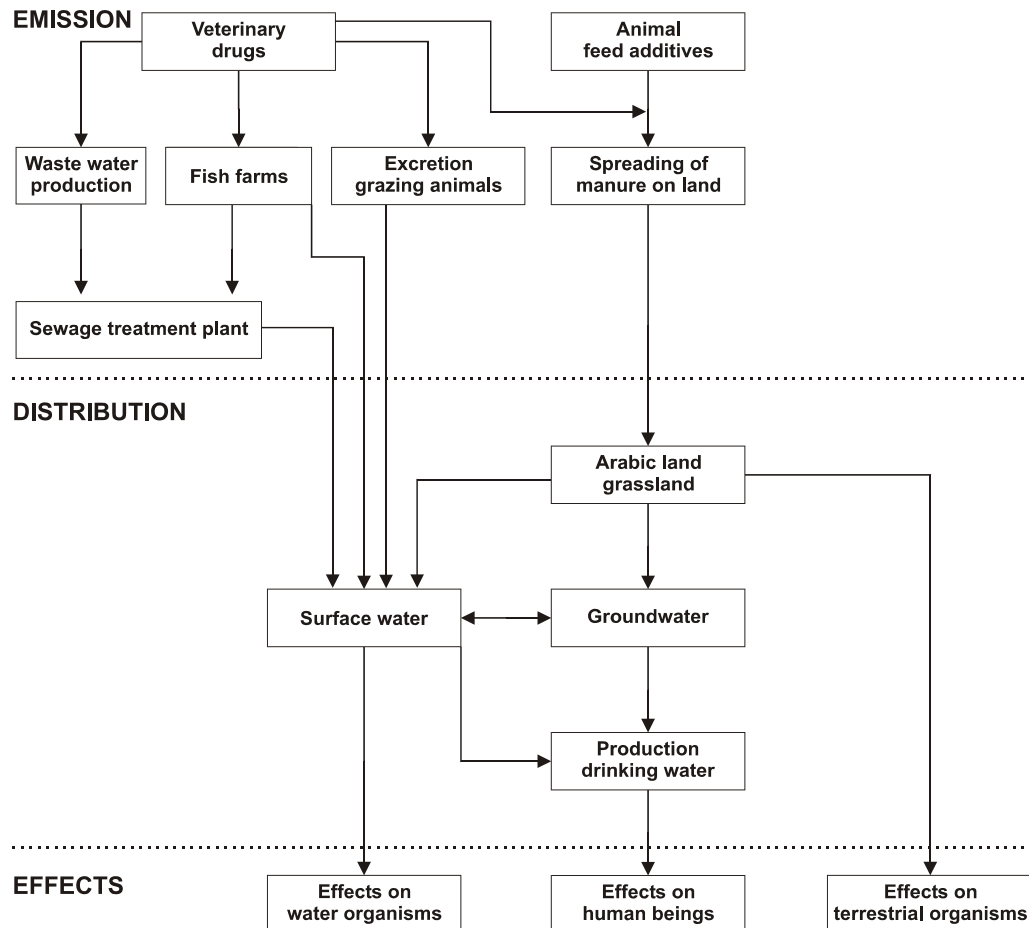 EMISSION
Veterinary
drugs
Animal
feed additives
Waste water
production
Fish farms
Excretion
grazing animals
Spreading of
manure on land
Sewage treatment plant
DISTRIBUTION
Arabic land
grassland
Surface water
Groundwater
Production
drinking water
EFFECTS
Effects on
water organisms
Effects on
human beings
Effects on
terrestrial organisms